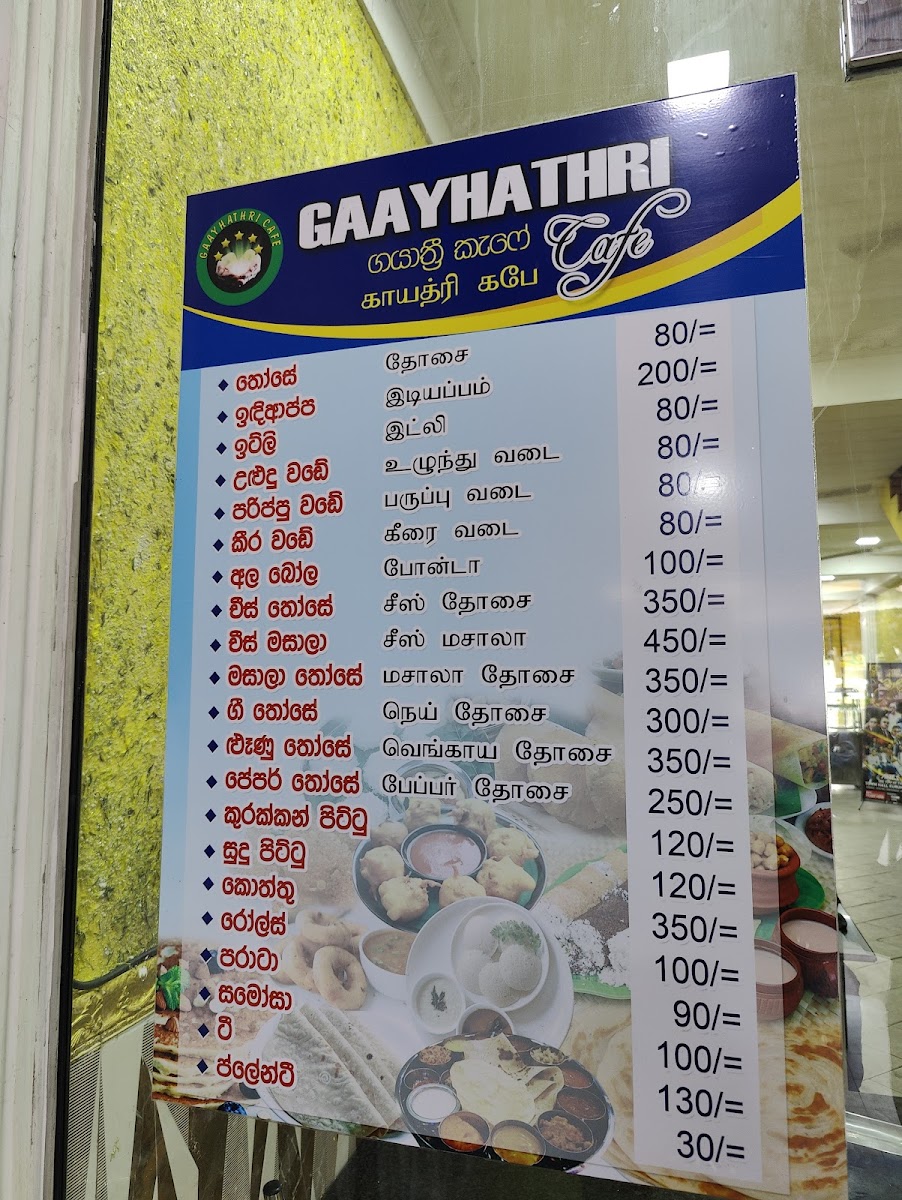 GAAYHATHRI CAFE
GAAYHATHRI
Cafe
ගයාත්‍රී කැෆේ
காயத்ரி கபே
තෝසේ தோசை 80/=
ඉඳිආප්ප இடியப்பம் 200/=
ඉට්ලි இட்லி 80/=
උළුදු වඩේ உழுந்து வடை 80/=
පරිප්පු වඩේ பருப்பு வடை 80/=
කීර වඩේ கீரை வடை 80/=
අල බෝල போன்டா 100/=
චීස් තෝසේ சீஸ் தோசை 350/=
චීස් මසාලා சீஸ் மசாலா 450/=
මසාලා තෝසේ மசாலா தோசை 350/=
ගී තෝසේ நெய் தோசை 300/=
ළූණු තෝසේ வெங்காய தோசை 350/=
පේපර් තෝසේ பேப்பர் தோசை 250/=
කුරක්කන් පිට්ටු 120/=
සුදු පිට්ටු 120/=
කොත්තු 350/=
රෝල්ස් 100/=
පරාටා 90/=
සමෝසා 100/=
ටී 130/=
ප්ලේන්ටී 30/=